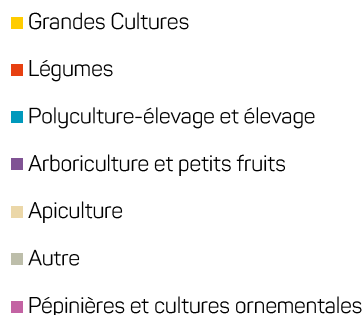 Grandes Cultures
Légumes
Polyculture-élevage et élevage
Arboriculture et petits fruits
Apiculture
Autre
Pépinières et cultures ornementales